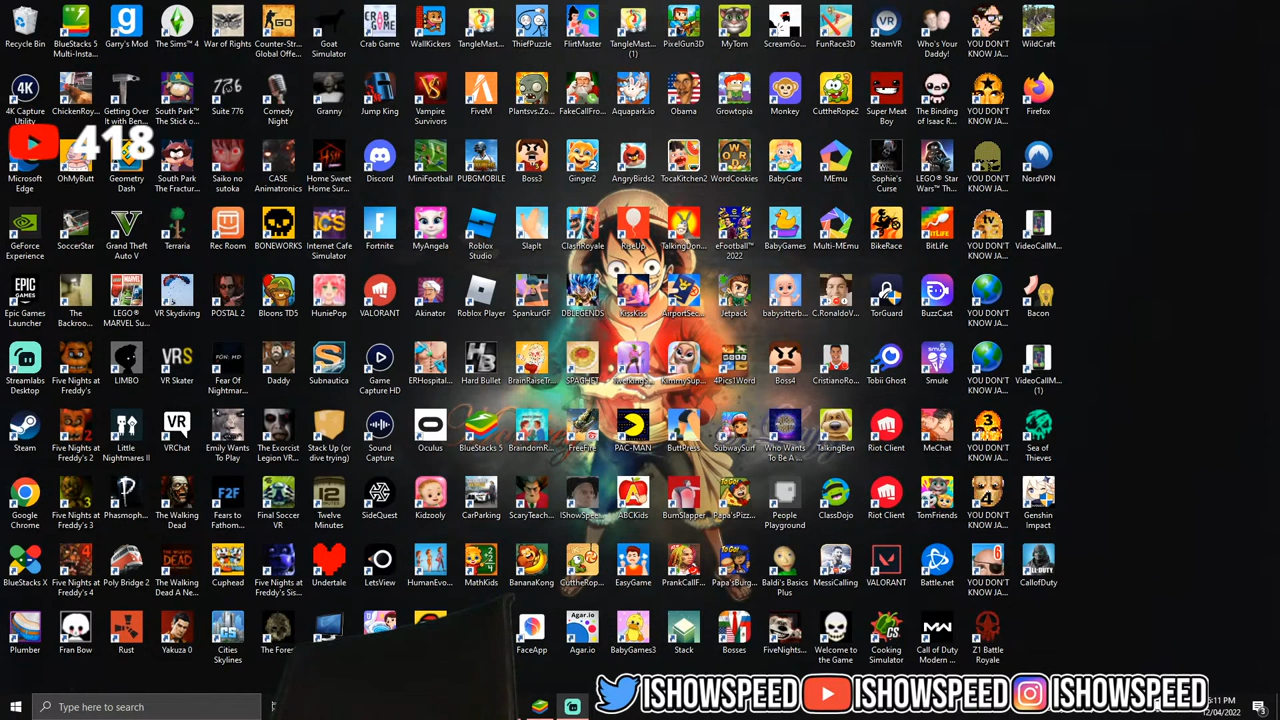 Recycle Bin
BlueStacks 5 Multi-Insta...
Garry's Mod
The Sims™ 4
War of Rights
Counter-Str... Global Offe...
Goat Simulator
Crab Game
WallKickers
TangleMast...
ThiefPuzzle
FlirtMaster
TangleMast... (1)
PixelGun3D
MyTom
ScreamGo...
FunRace3D
SteamVR
Who's Your Daddy!
YOU DON'T KNOW JA...
WildCraft
4K Capture Utility
ChickenRoy...
Getting Over It with Ben...
South Park™ The Stick o...
Suite 776
Comedy Night
Granny
Jump King
Vampire Survivors
FiveM
Plantsvs.Zo...
FakeCallFro...
Aquapark.io
Obama
Growtopia
Monkey
CuttheRope2
Super Meat Boy
The Binding of Isaac R...
YOU DON'T KNOW JA...
Firefox
418
Microsoft Edge
OhMyButt
Geometry Dash
South Park The Fractur...
Saiko no sutoka
CASE Animatronics
Home Sweet Home Sur...
Discord
MiniFootball
PUBGMOBILE
Boss3
Ginger2
AngryBirds2
TocaKitchen2
WordCookies
BabyCare
MEmu
Sophie's Curse
LEGO® Star Wars™ Th...
YOU DON'T KNOW JA...
NordVPN
GeForce Experience
SoccerStar
Grand Theft Auto V
Terraria
Rec Room
BONEWORKS
Internet Cafe Simulator
Fortnite
MyAngela
Roblox Studio
SlapIt
ClashRoyale
RiseUp
TalkingDon...
eFootball™ 2022
BabyGames
Multi-MEmu
BikeRace
BitLife
YOU DON'T KNOW JA...
VideoCallM...
Epic Games Launcher
The Backroo...
LEGO® MARVEL Su...
VR Skydiving
POSTAL 2
Bloons TD5
HuniePop
VALORANT
Akinator
Roblox Player
SpankurGF
DBLEGENDS
KissKiss
AirportSec...
Jetpack
babysitterb...
C.RonaldoV...
TorGuard
BuzzCast
YOU DON'T KNOW JA...
Bacon
Streamlabs Desktop
Five Nights at Freddy's
LIMBO
VR Skater
Fear Of Nightmar...
Daddy
Subnautica
Game Capture HD
ERHospital...
Hard Bullet
BrainRaiseTr...
SPAGHET
TwerkingS...
KimmySup...
4Pics1Word
Boss4
CristianoRo...
Tobii Ghost
Smule
YOU DON'T KNOW JA...
VideoCallM... (1)
Steam
Five Nights at Freddy's 2
Little Nightmares II
VRChat
Emily Wants To Play
The Exorcist Legion VR...
Stack Up (or dive trying)
Sound Capture
Oculus
BlueStacks 5
BraindomR...
FreeFire
PAC-MAN
ButtPress
SubwaySurf
Who Wants To Be A ...
TalkingBen
Riot Client
MeChat
YOU DON'T KNOW JA...
Sea of Thieves
Google Chrome
Five Nights at Freddy's 3
Phasmoph...
The Walking Dead
Fears to Fathom...
Final Soccer VR
Twelve Minutes
SideQuest
Kidzooly
CarParking
ScaryTeach...
IShowSpee...
ABCKids
BumSlapper
Papa'sPizz...
People Playground
ClassDojo
Riot Client
TomFriends
YOU DON'T KNOW JA...
Genshin Impact
BlueStacks X
Five Nights at Freddy's 4
Poly Bridge 2
The Walking Dead A Ne...
Cuphead
Five Nights at Freddy's Sis...
Undertale
LetsView
HumanEvo...
MathKids
BananaKong
CuttheRop...
EasyGame
PrankCallF...
Papa'sBurg...
Baldi's Basics Plus
MessiCalling
VALORANT
Battle.net
YOU DON'T KNOW JA...
CallofDuty
Plumber
Fran Bow
Rust
Yakuza 0
Cities Skylines
The Fores
FaceApp
Agar.io
BabyGames3
Stack
Bosses
FiveNights...
Welcome to the Game
Cooking Simulator
Call of Duty Modern ...
Z1 Battle Royale
Type here to search
ISHOWSPEED
ISHOWSPEED
ISHOWSPEED
:11 PM
12/04/2022